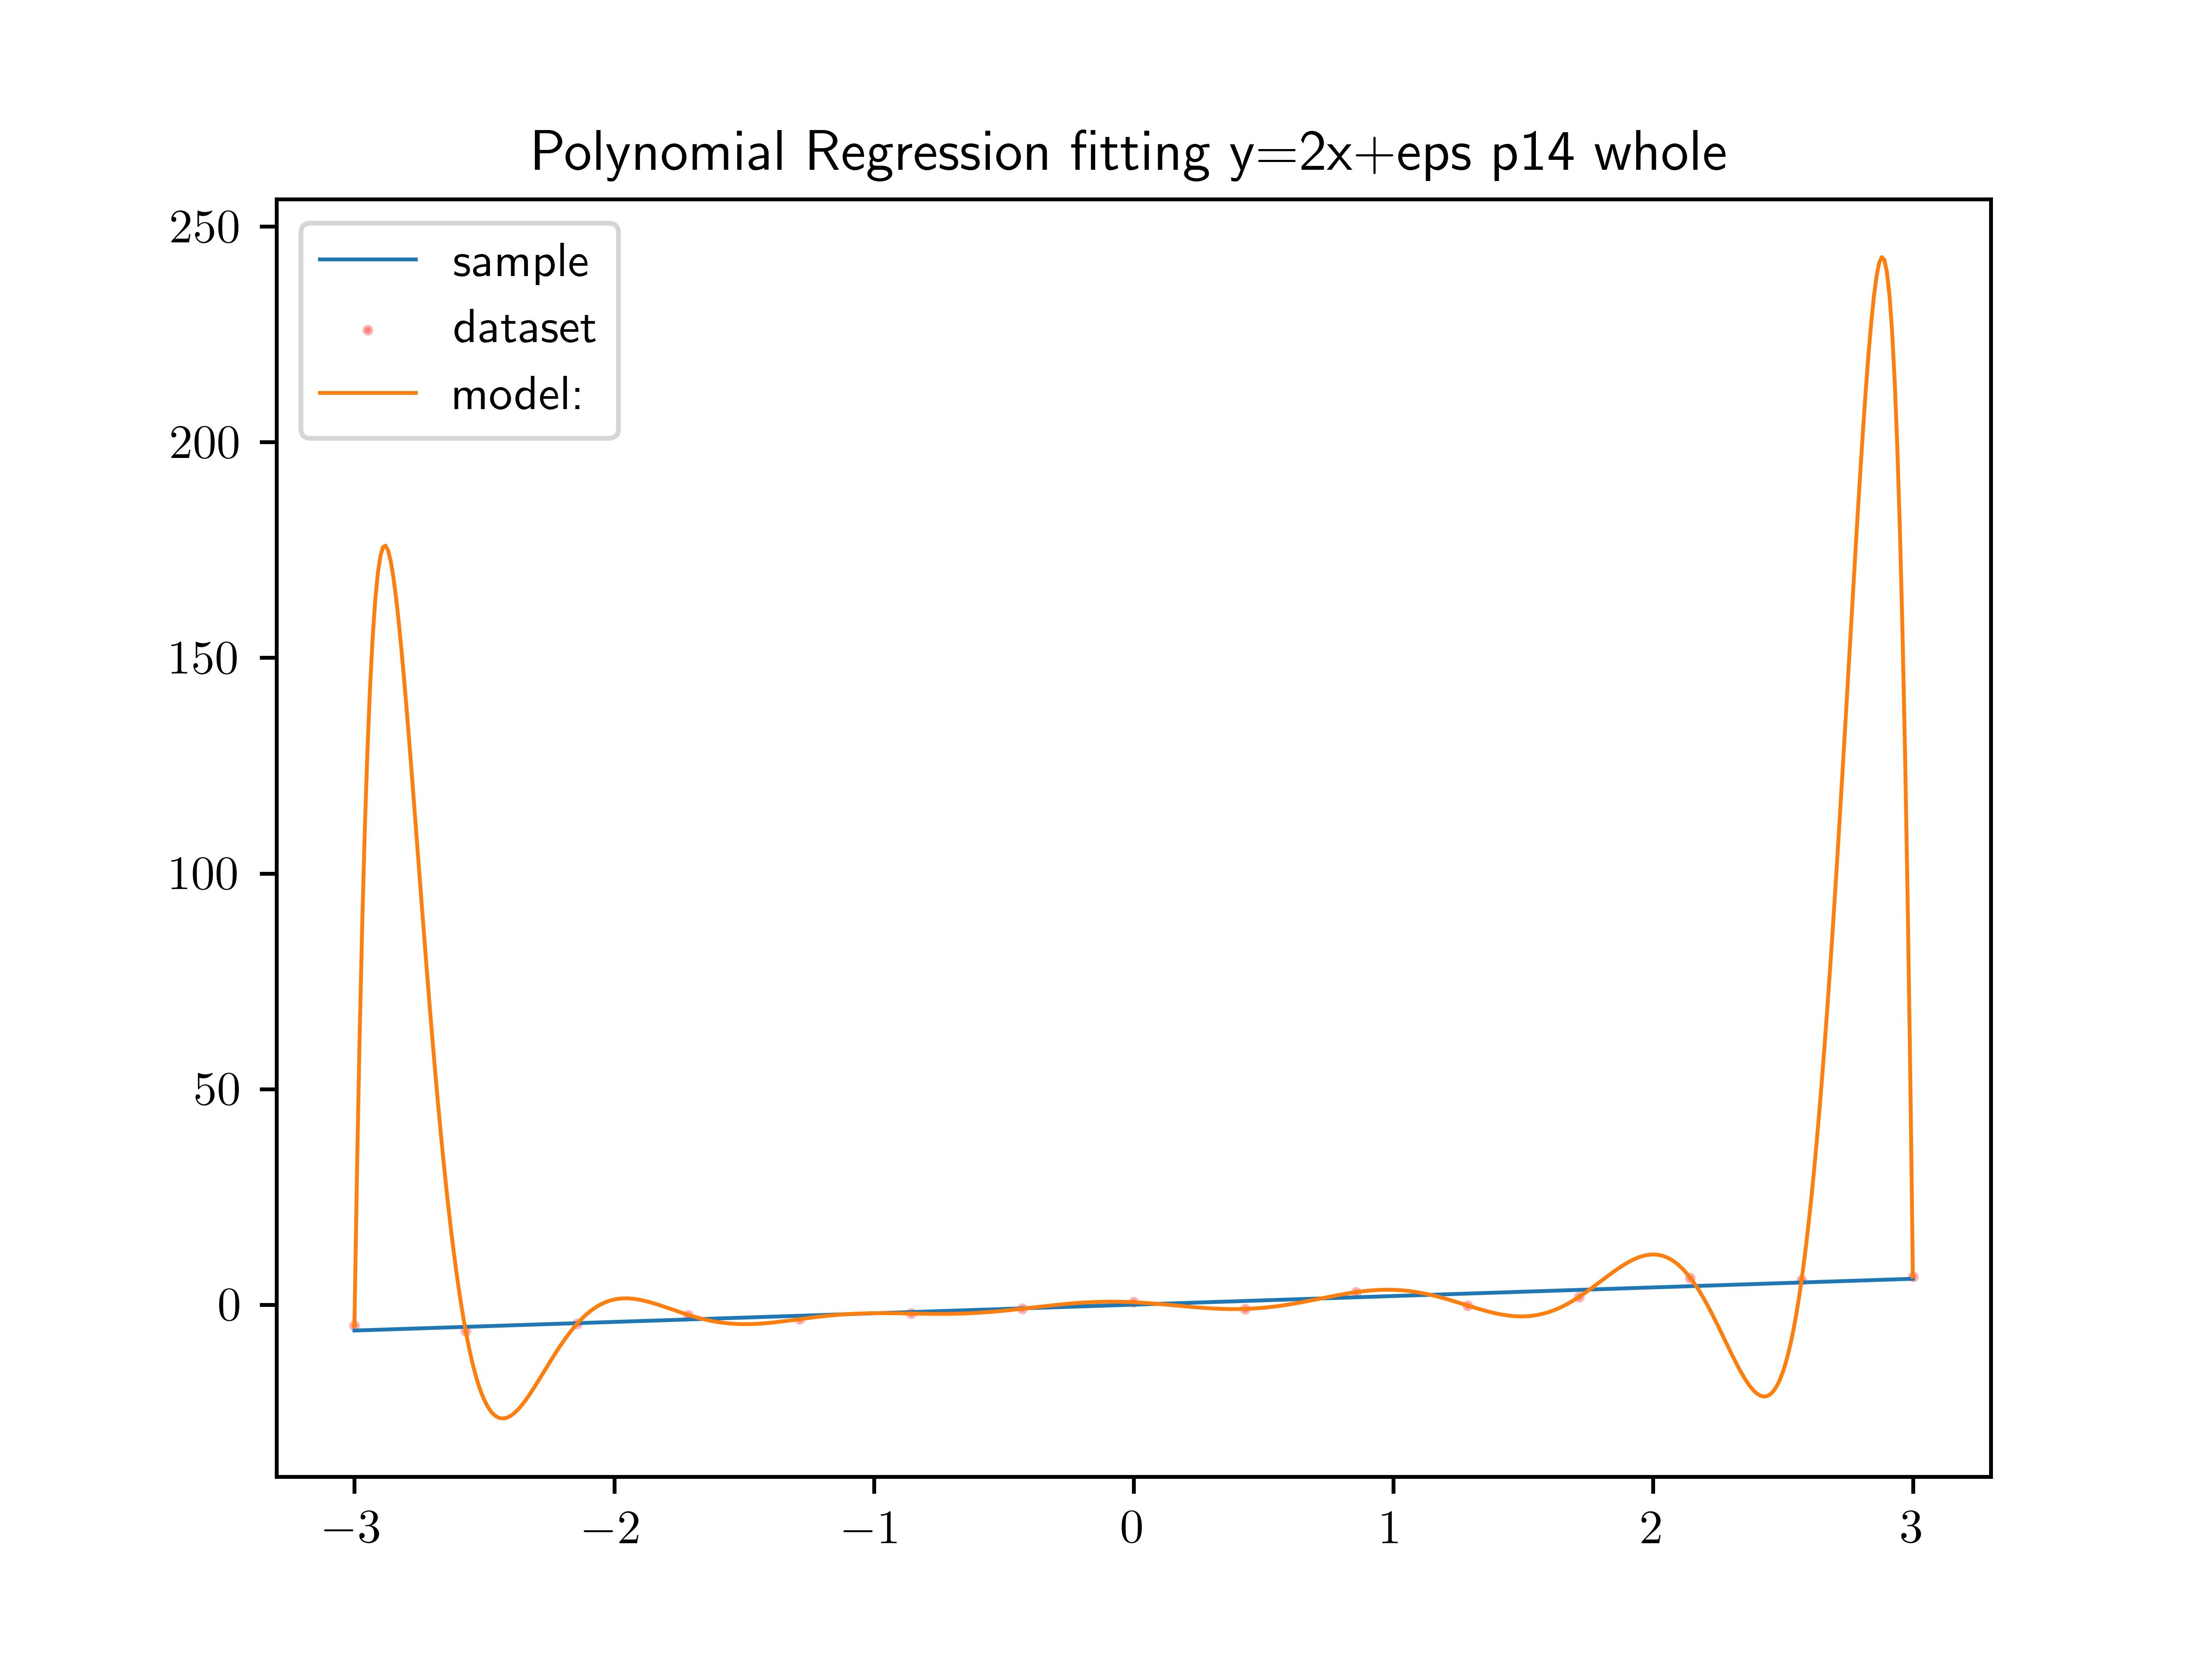 Polynomial Regression fitting y=2x+eps p14 whole
sample
dataset
model:
250
200
150
100
50
0
−3 −2 −1 0 1 2 3